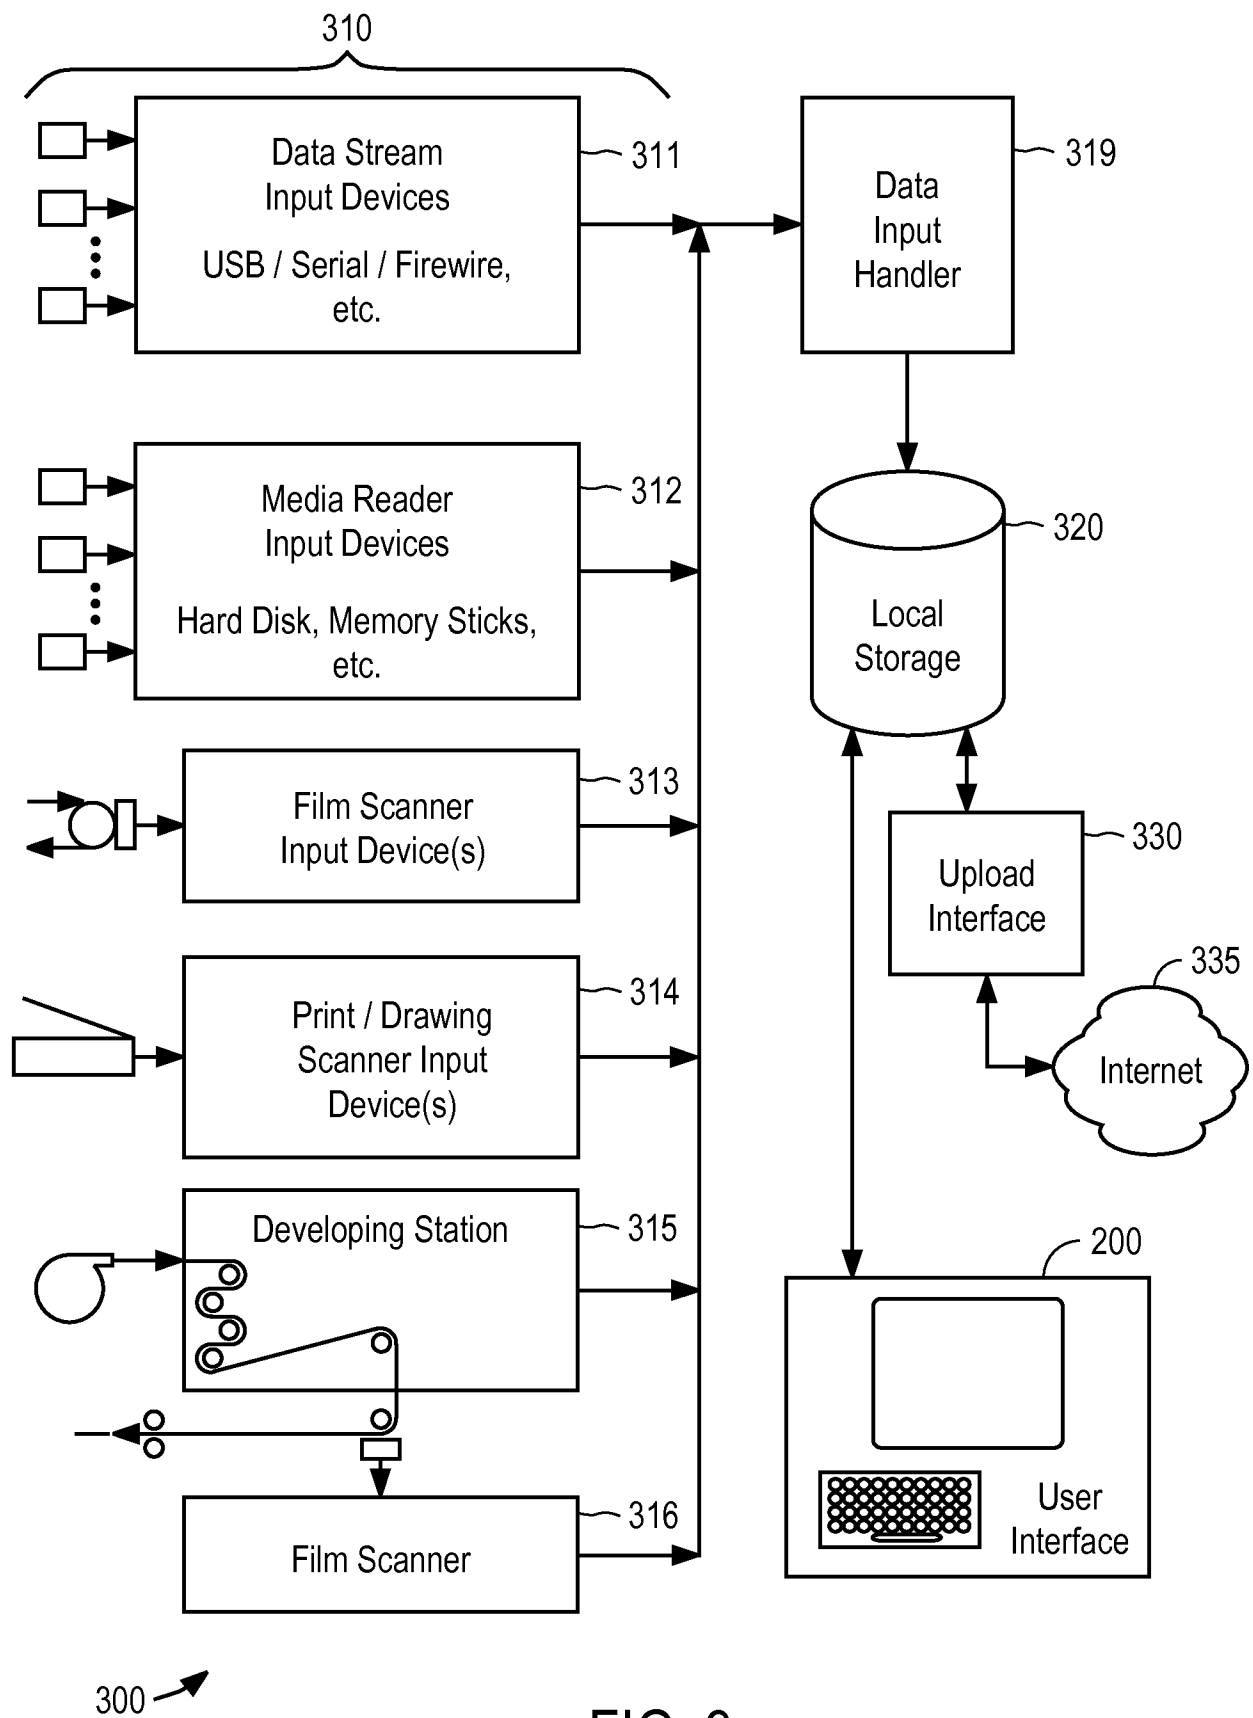 310
Data Stream
Input Devices
USB / Serial / Firewire,
etc.
311
Data
Input
Handler
319
Media Reader
Input Devices
Hard Disk, Memory Sticks,
etc.
312
320
Local
Storage
Film Scanner
Input Device(s)
313
Upload
Interface
330
Print / Drawing
Scanner Input
Device(s)
314
335
Internet
Developing Station
315
200
User
Interface
Film Scanner
316
300
FIG.